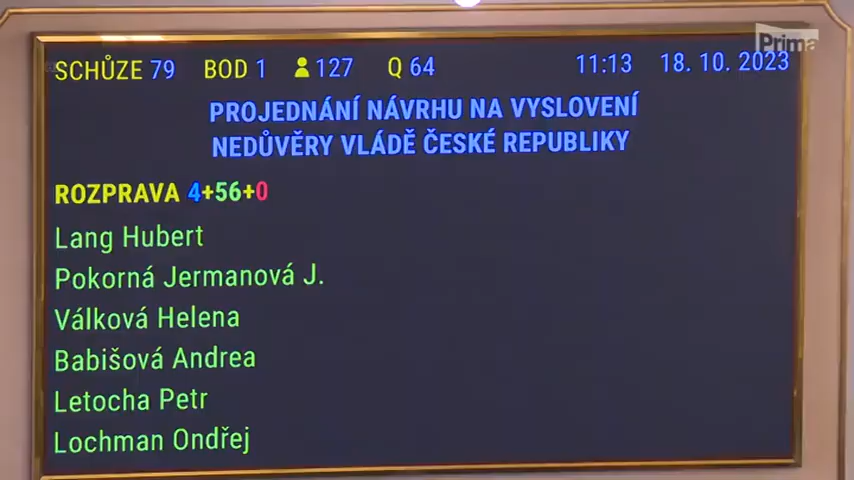 SCHŮZE 79 BOD 1 127 Q 64 11:13 18. 10. 2023
Prima
PROJEDNÁNÍ NÁVRHU NA VYSLOVENÍ
NEDŮVĚRY VLÁDĚ ČESKÉ REPUBLIKY
ROZPRAVA 4+56+0
Lang Hubert
Pokorná Jermanová J.
Válková Helena
Babišová Andrea
Letocha Petr
Lochman Ondřej